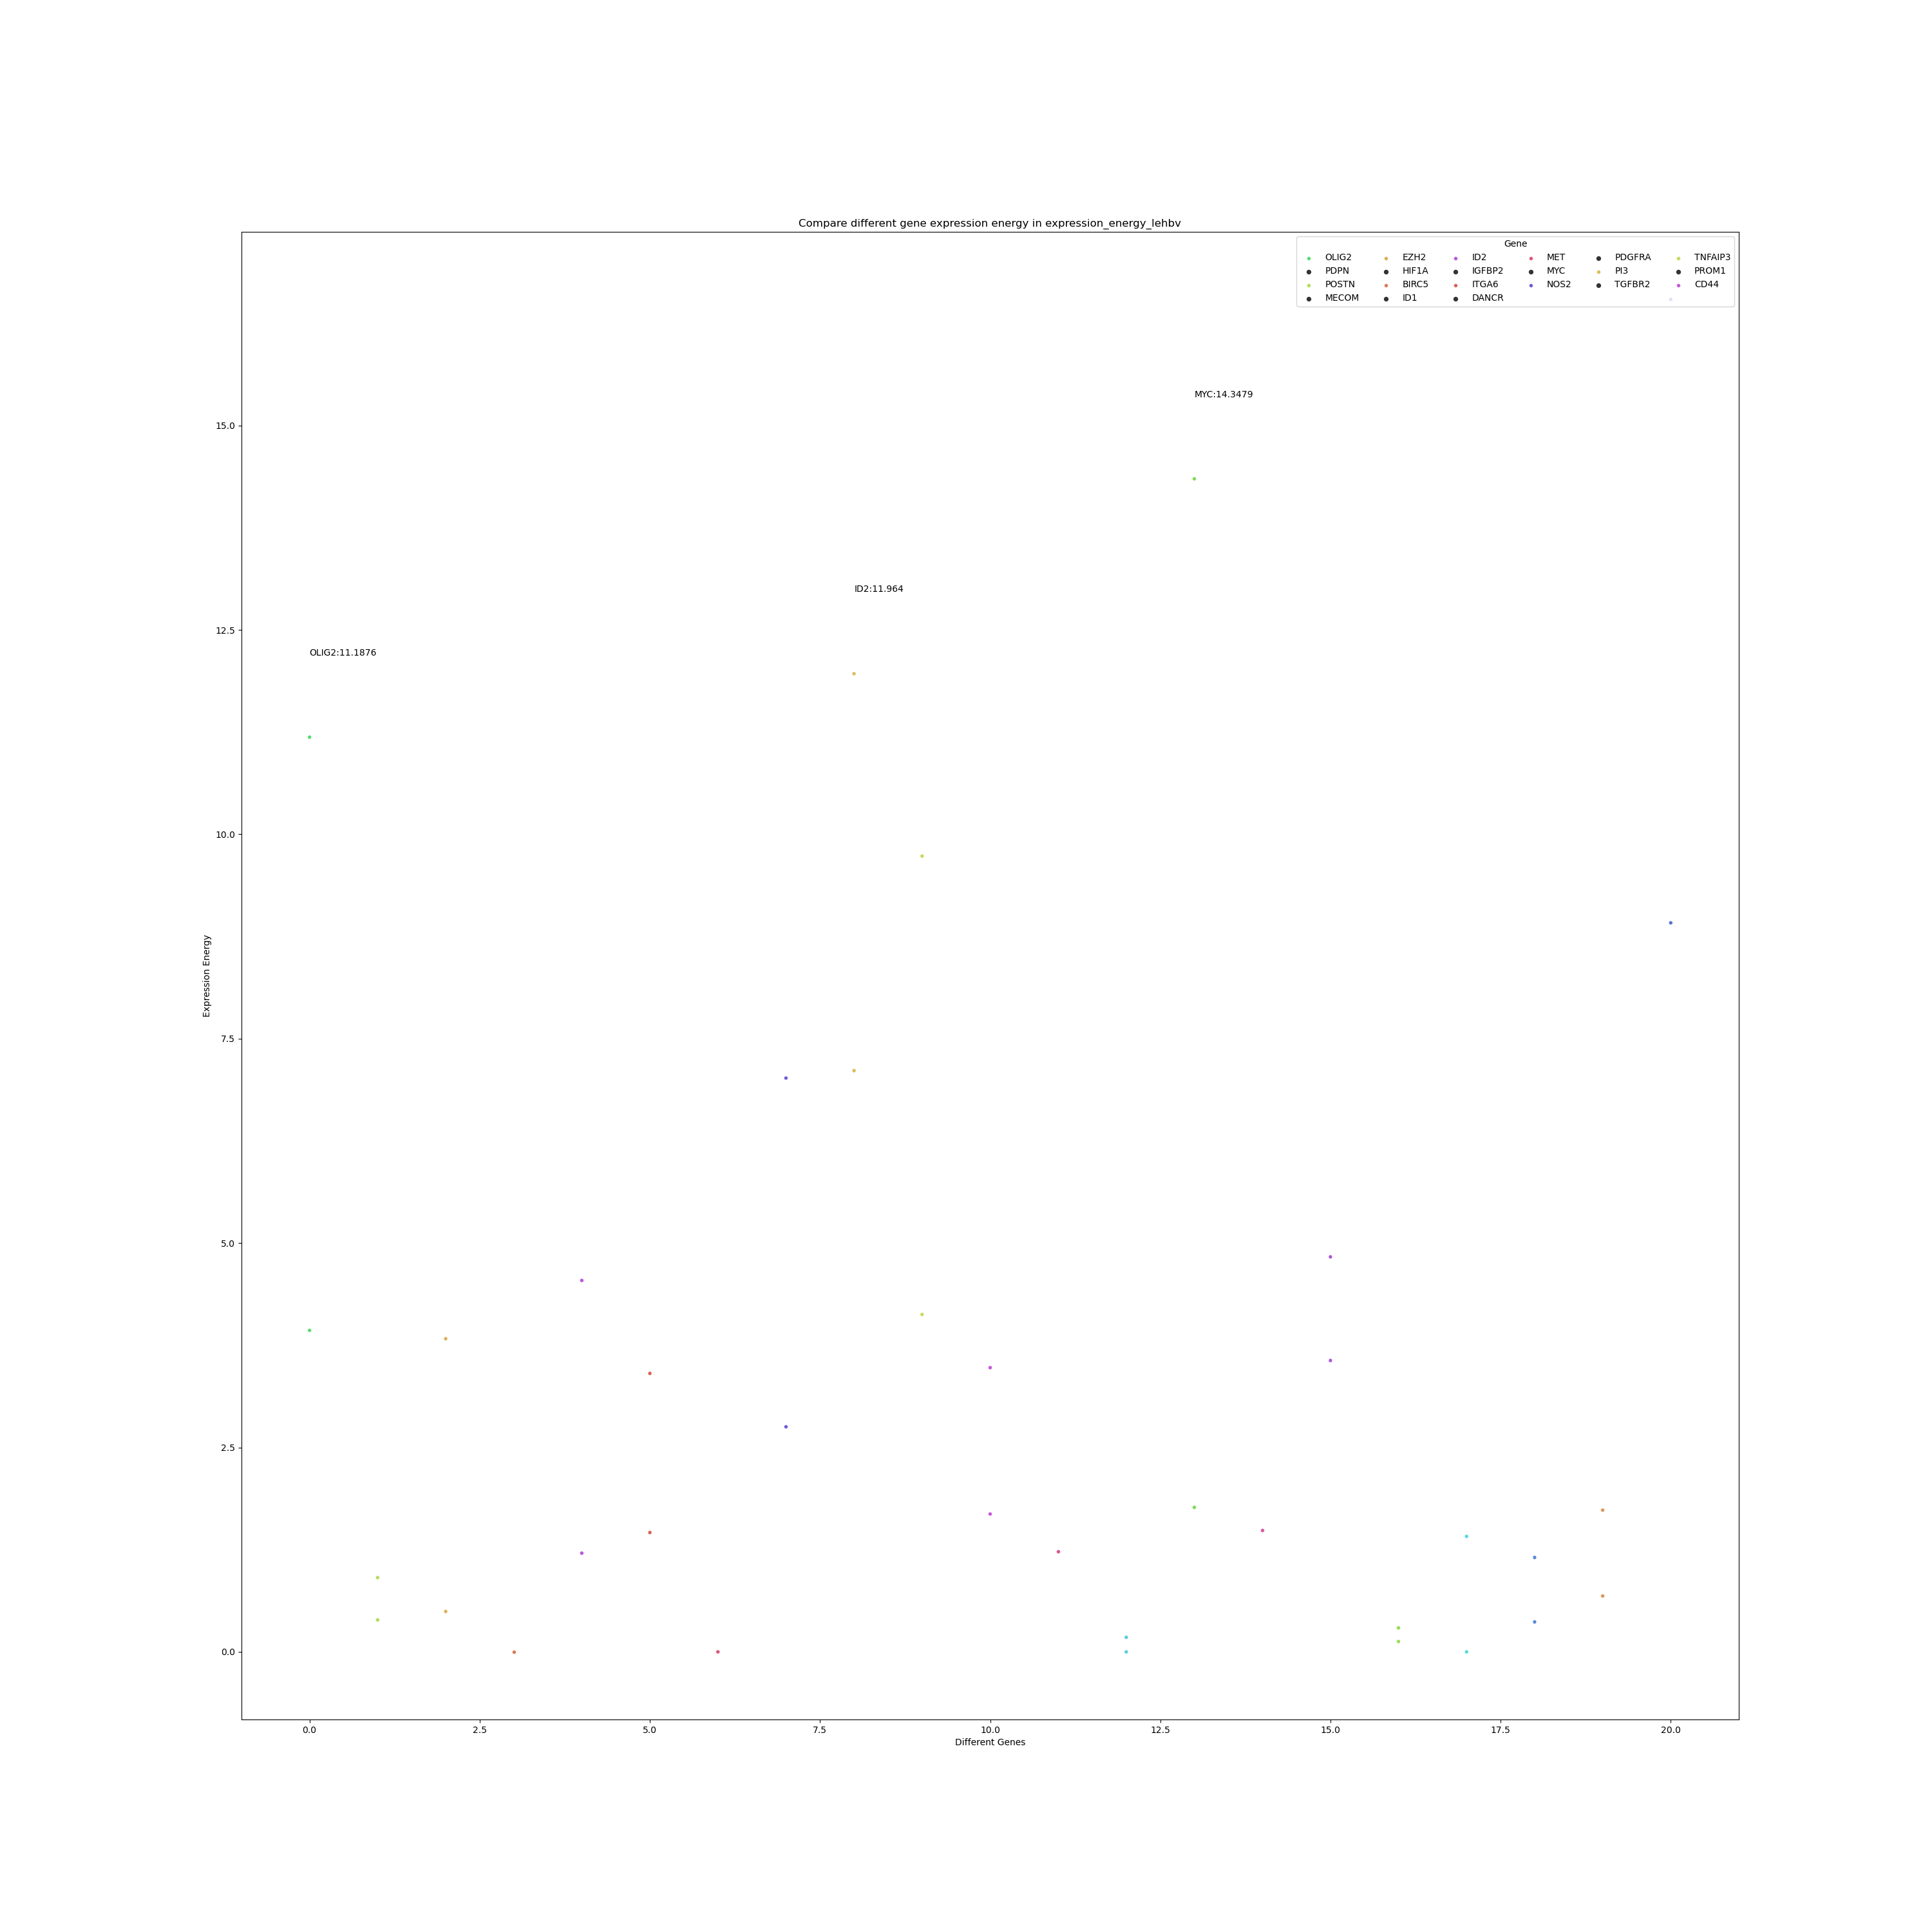 Compare different gene expression energy in expression_energy_lehbv
Gene
OLIG2 EZH2 ID2 MET PDGFRA TNFAIP3
PDPN HIF1A IGFBP2 MYC PI3 PROM1
POSTN BIRC5 ITGA6 NOS2 TGFBR2 CD44
MECOM ID1 DANCR
MYC:14.3479
ID2:11.964
OLIG2:11.1876
15.0
12.5
10.0
7.5
5.0
2.5
0.0
Expression Energy
0.0 2.5 5.0 7.5 10.0 12.5 15.0 17.5 20.0
Different Genes